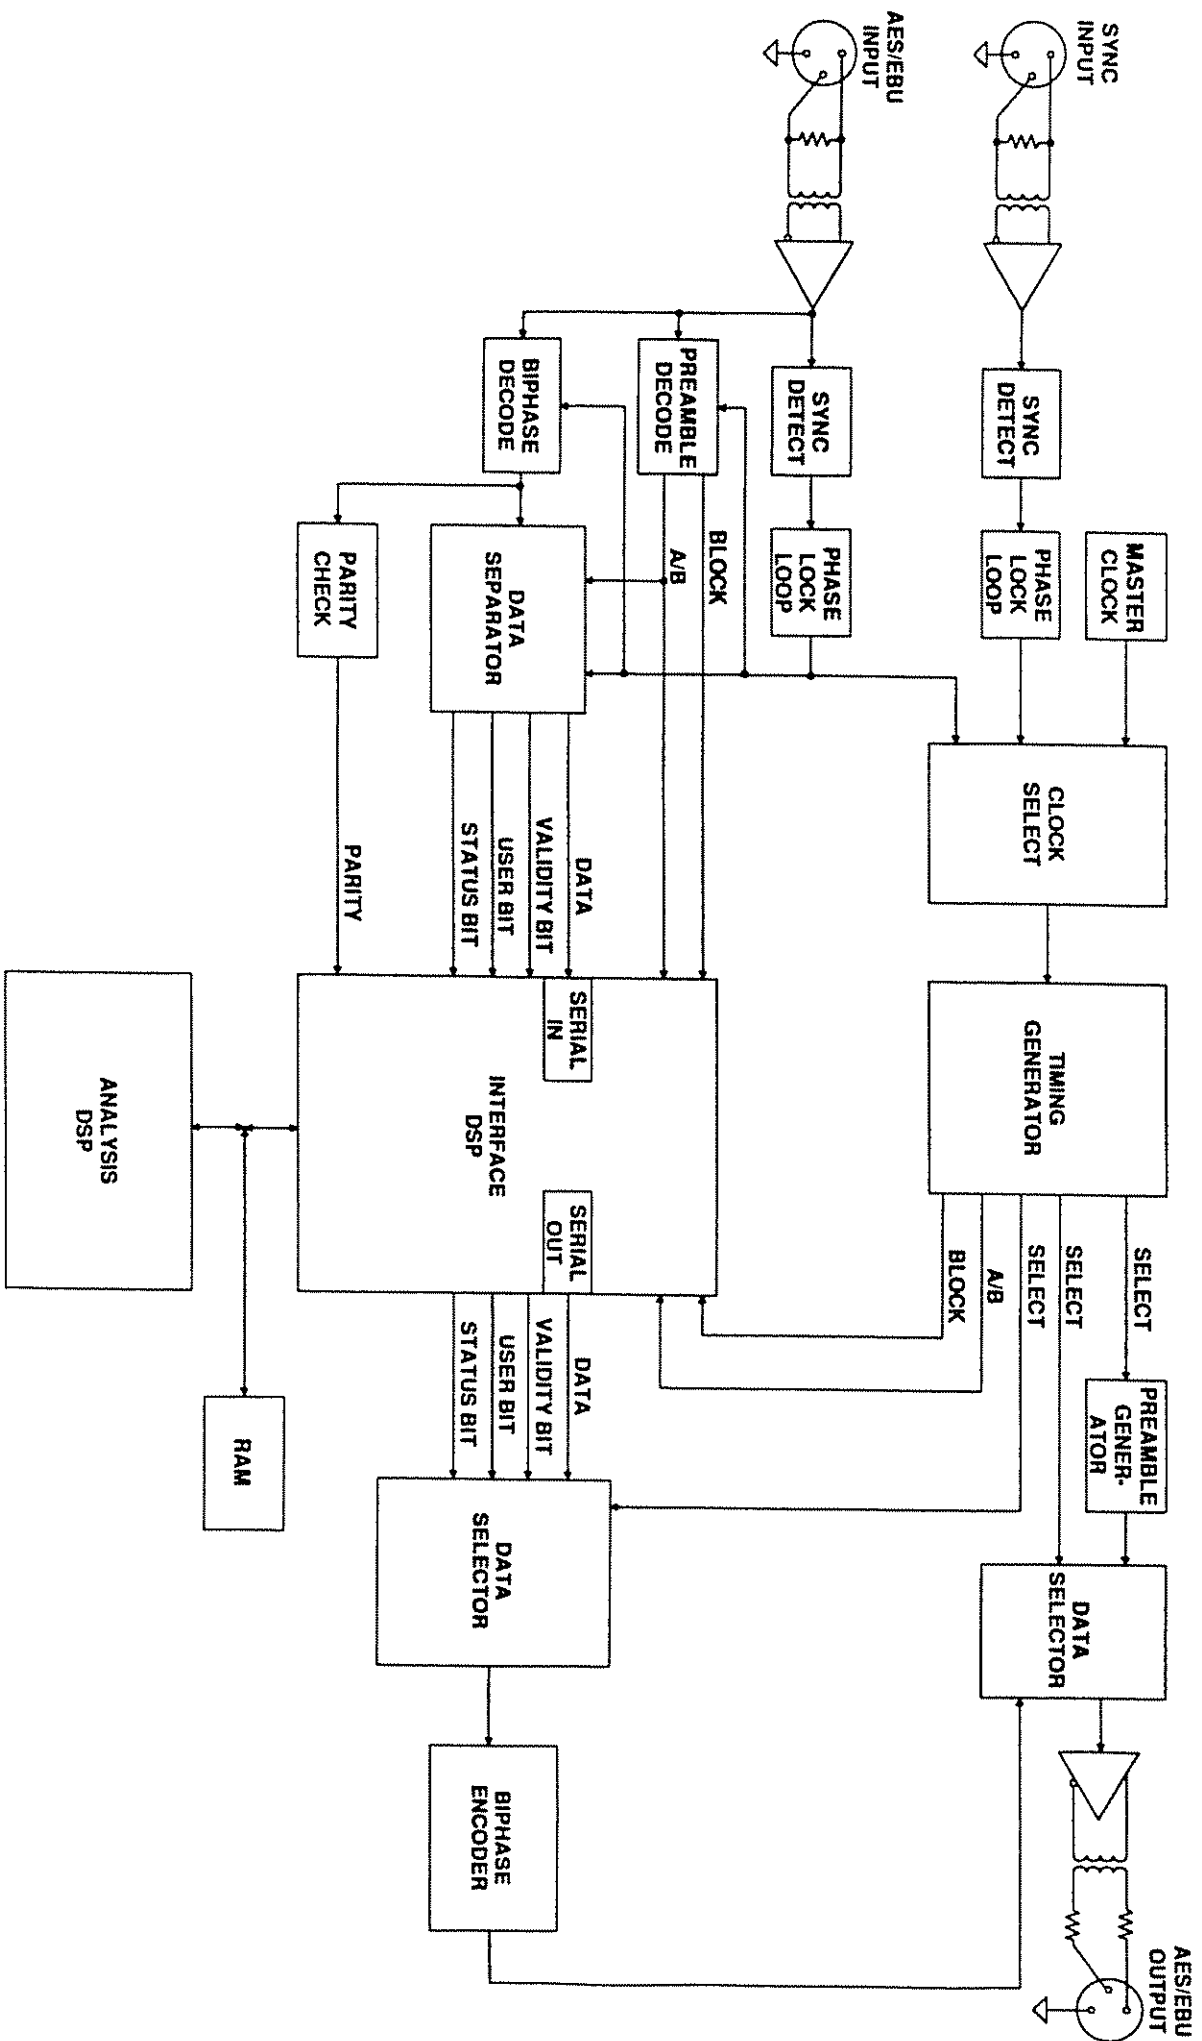 SYNC
INPUT
MASTER
CLOCK
SYNC
DETECT
PHASE
LOCK
LOOP
CLOCK
SELECT
TIMING
GENERATOR
SELECT
SELECT
SELECT
A/B
BLOCK
PREAMBLE
GENER-
ATOR
DATA
SELECTOR
AES/EBU
OUTPUT
AES/EBU
INPUT
SYNC
DETECT
PHASE
LOCK
LOOP
PREAMBLE
DECODE
BLOCK
A/B
BIPHASE
DECODE
DATA
SEPARATOR
DATA
VALIDITY BIT
USER BIT
STATUS BIT
PARITY
CHECK
PARITY
SERIAL
IN
INTERFACE
DSP
SERIAL
OUT
DATA
VALIDITY BIT
USER BIT
STATUS BIT
DATA
SELECTOR
BIPHASE
ENCODER
ANALYSIS
DSP
RAM